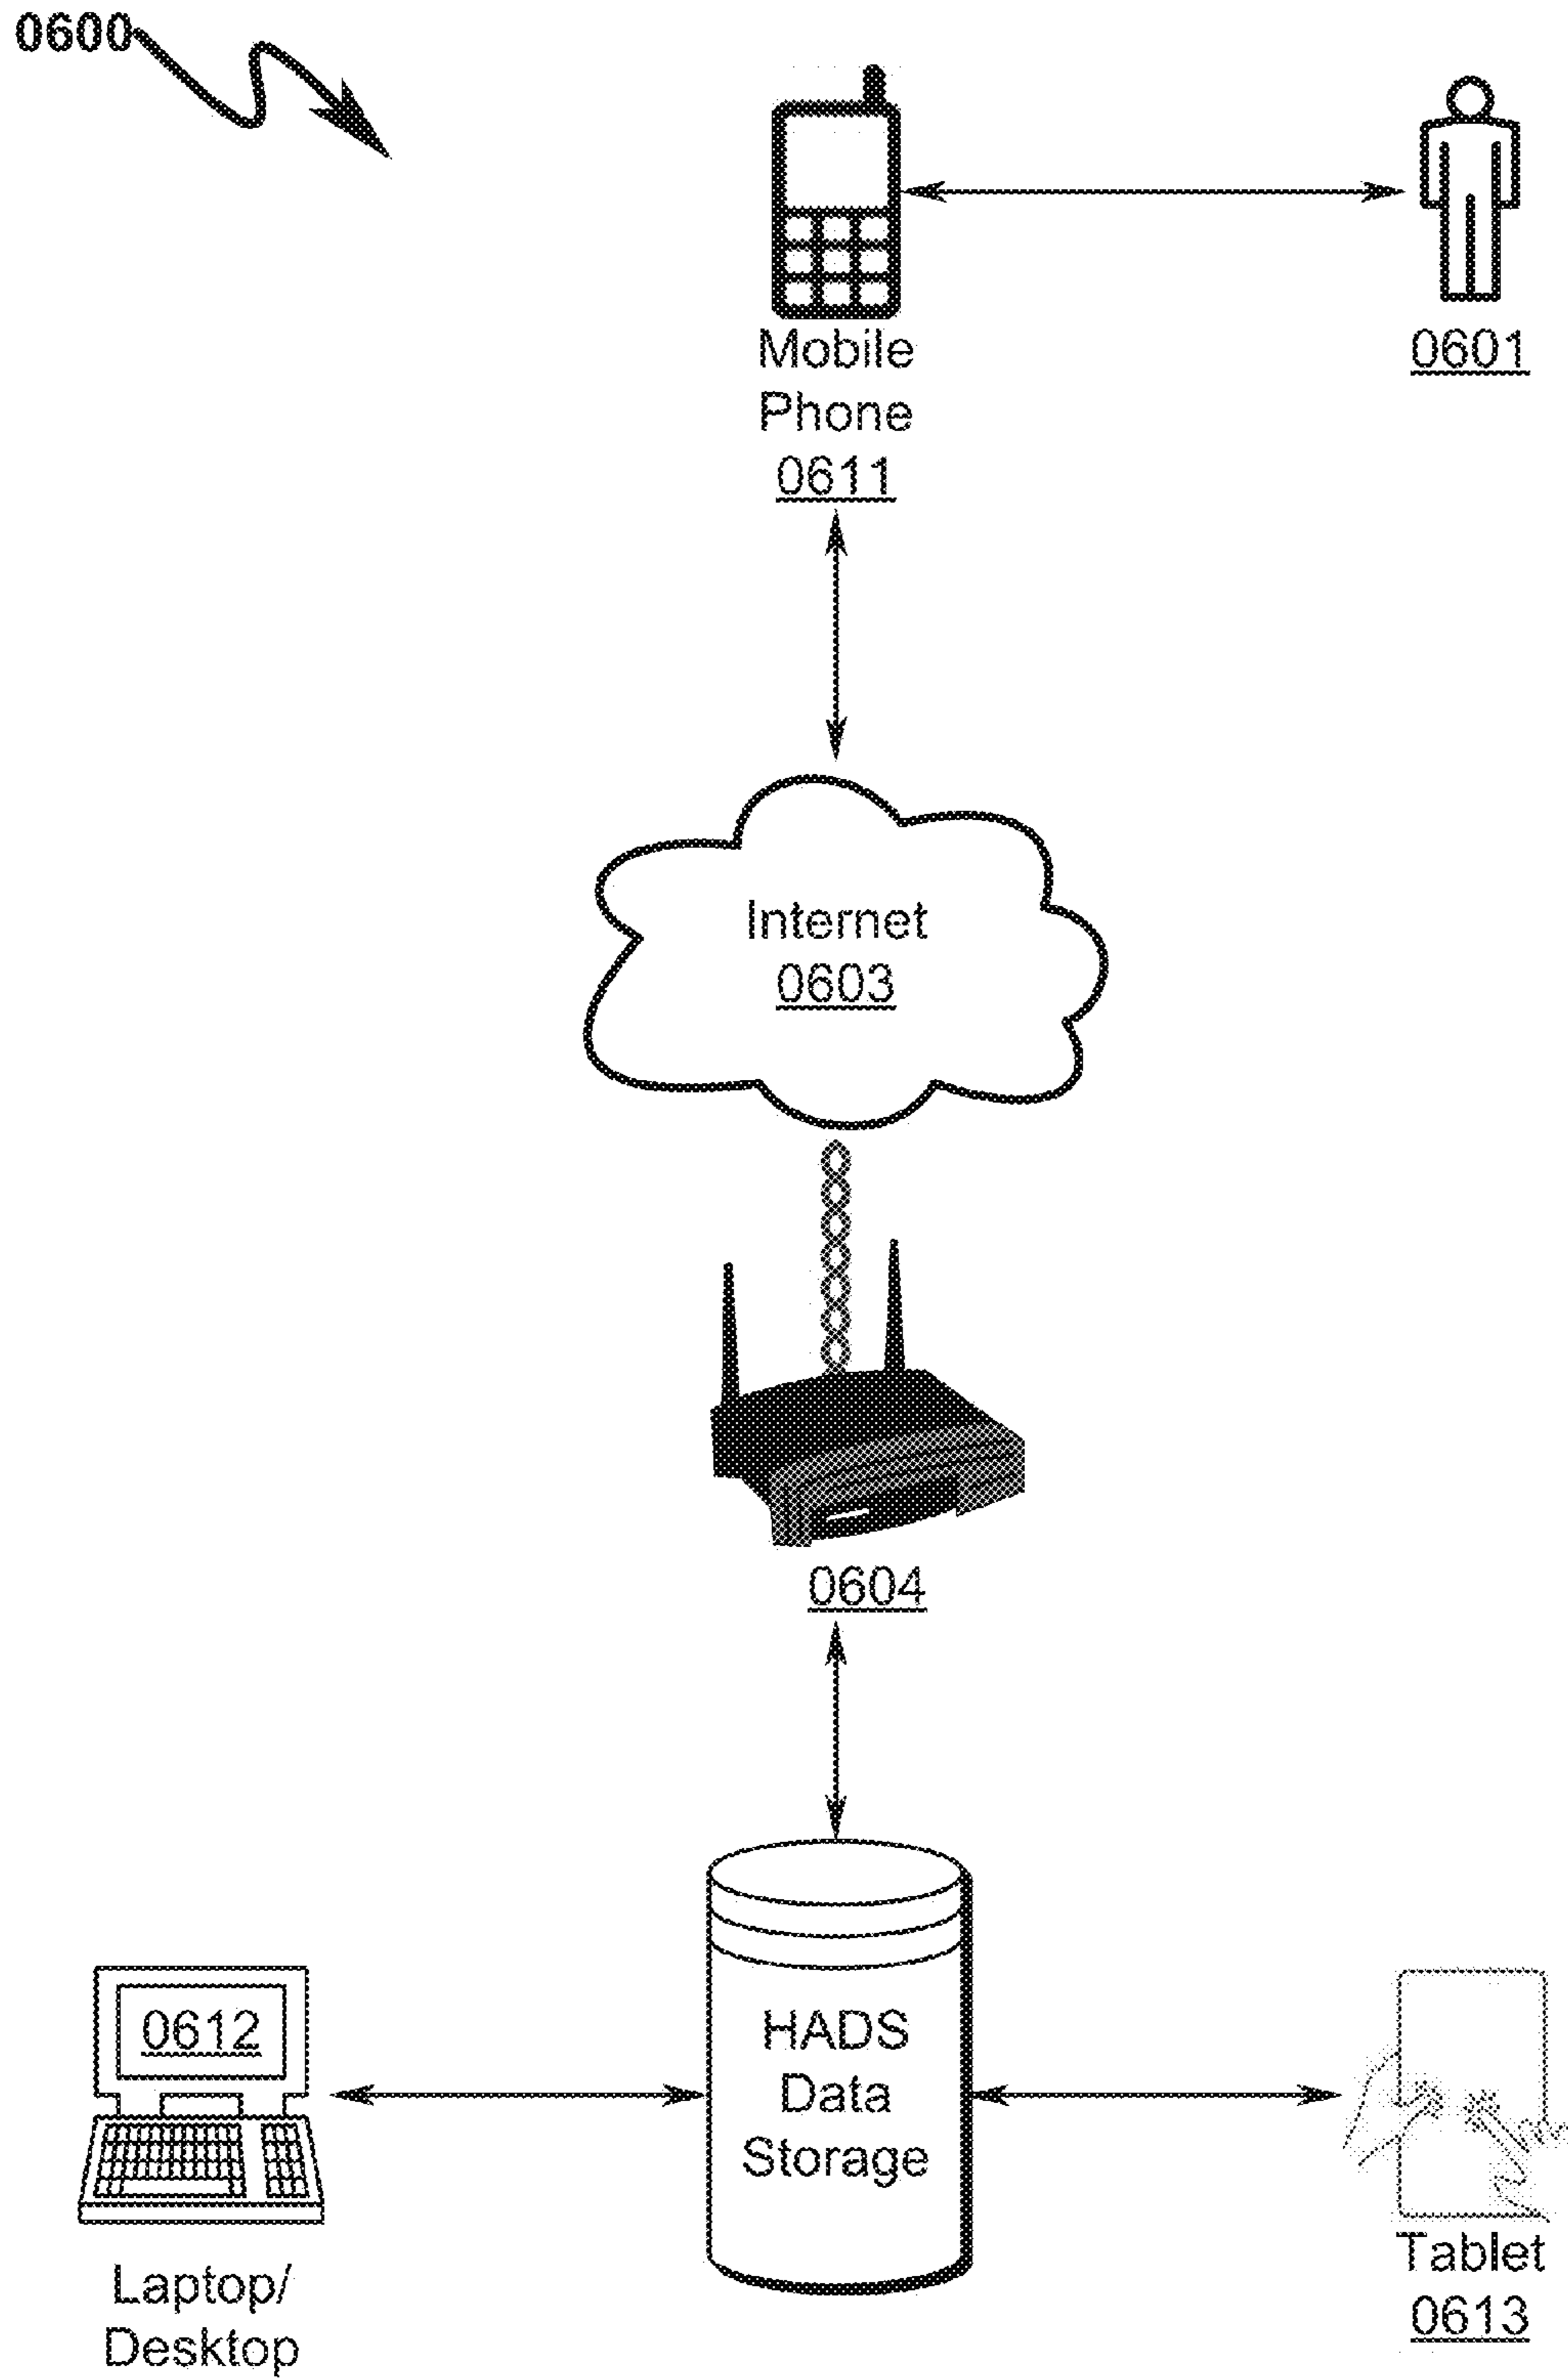 0600
Mobile
Phone
0611
0601
Internet
0603
0604
HADS
Data
Storage
0612
Laptop/
Desktop
Tablet
0613